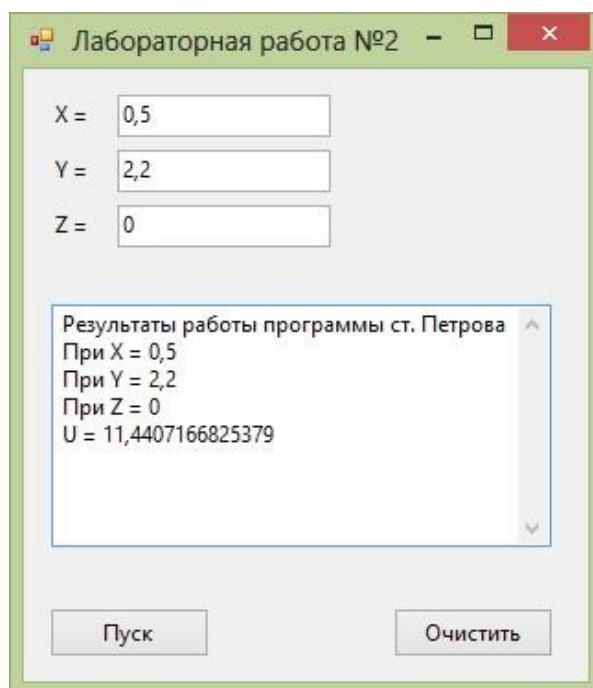 Лабораторная работа №2
X = 0,5
Y = 2,2
Z = 0
Результаты работы программы ст. Петрова
При X = 0,5
При Y = 2,2
При Z = 0
U = 11,4407166825379
Пуск Очистить